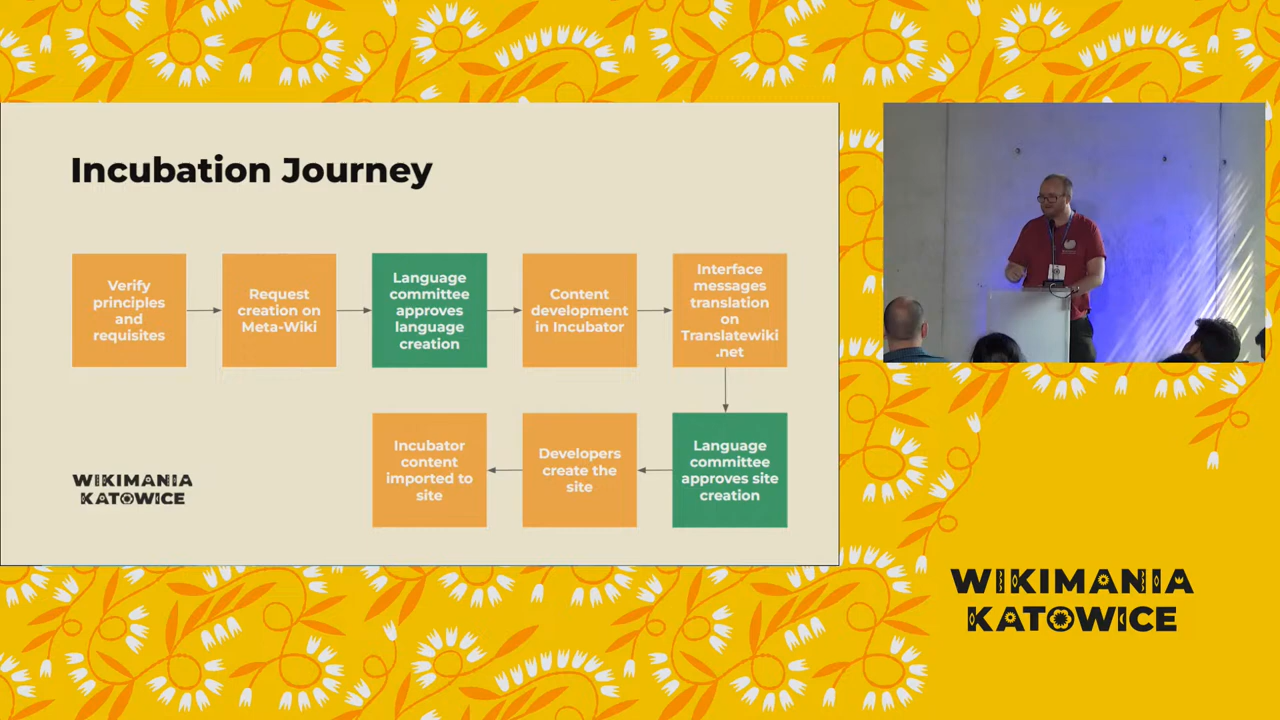 Incubation Journey
Verify
principles
and
requisites
Request
creation on
Meta-Wiki
Language
committee
approves
language
creation
Content
development
in Incubator
Interface
messages
translation
on
Translatewiki
.net
Language
committee
approves site
creation
Developers
create the
site
Incubator
content
imported to
site
WIKIMANIA
KATOWICE
WIKIMANIA
KATOWICE